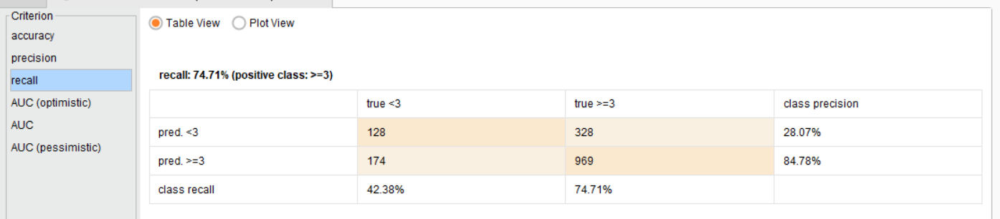 Criterion
accuracy
precision
recall
AUC (optimistic)
AUC
AUC (pessimistic)
Table View Plot View
recall: 74.71% (positive class: >=3)
true <3 true >=3 class precision
pred. <3 128 328 28.07%
pred. >=3 174 969 84.78%
class recall 42.38% 74.71%